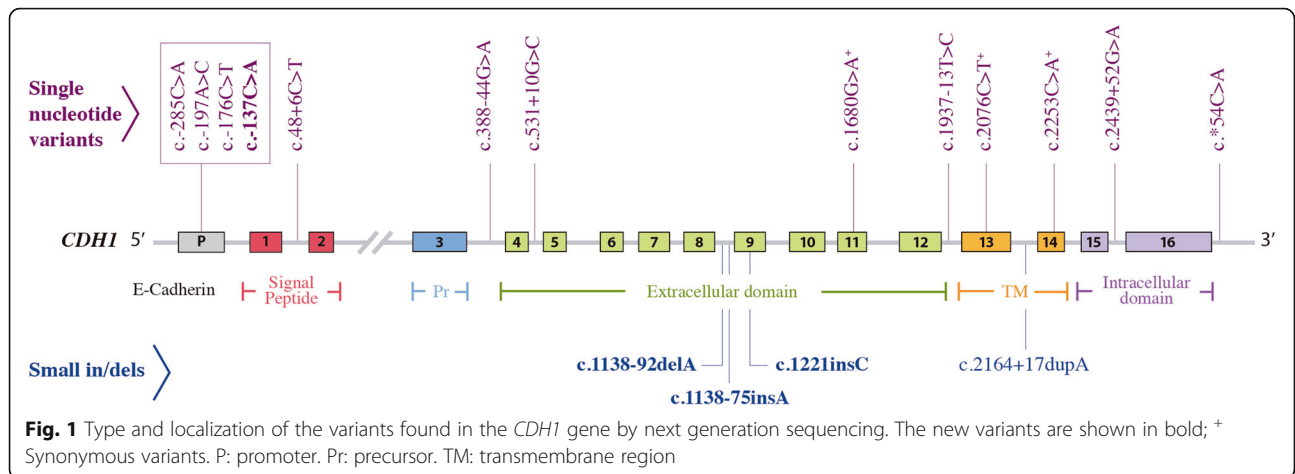 Single
nucleotide
variants
c.-285C>A
c.-197A>C
c.-176C>T
c.-137C>A
c.48+6C>T
c.388-44G>A
c.531+10G>C
c.1680G>A+
c.1937-13T>C
c.2076C>T+
c.2253C>A+
c.2439+52G>A
c.*54C>A
CDH1 5′ P 1 2 3 4 5 6 7 8 9 10 11 12 13 14 15 16 3′
E-Cadherin
Signal
Peptide
Pr
Extracellular domain
TM
Intracellular
domain
Small in/dels
c.1138-92delA
c.1221insC
c.2164+17dupA
c.1138-75insA
Fig. 1 Type and localization of the variants found in the CDH1 gene by next generation sequencing. The new variants are shown in bold; +
Synonymous variants. P: promoter. Pr: precursor. TM: transmembrane region